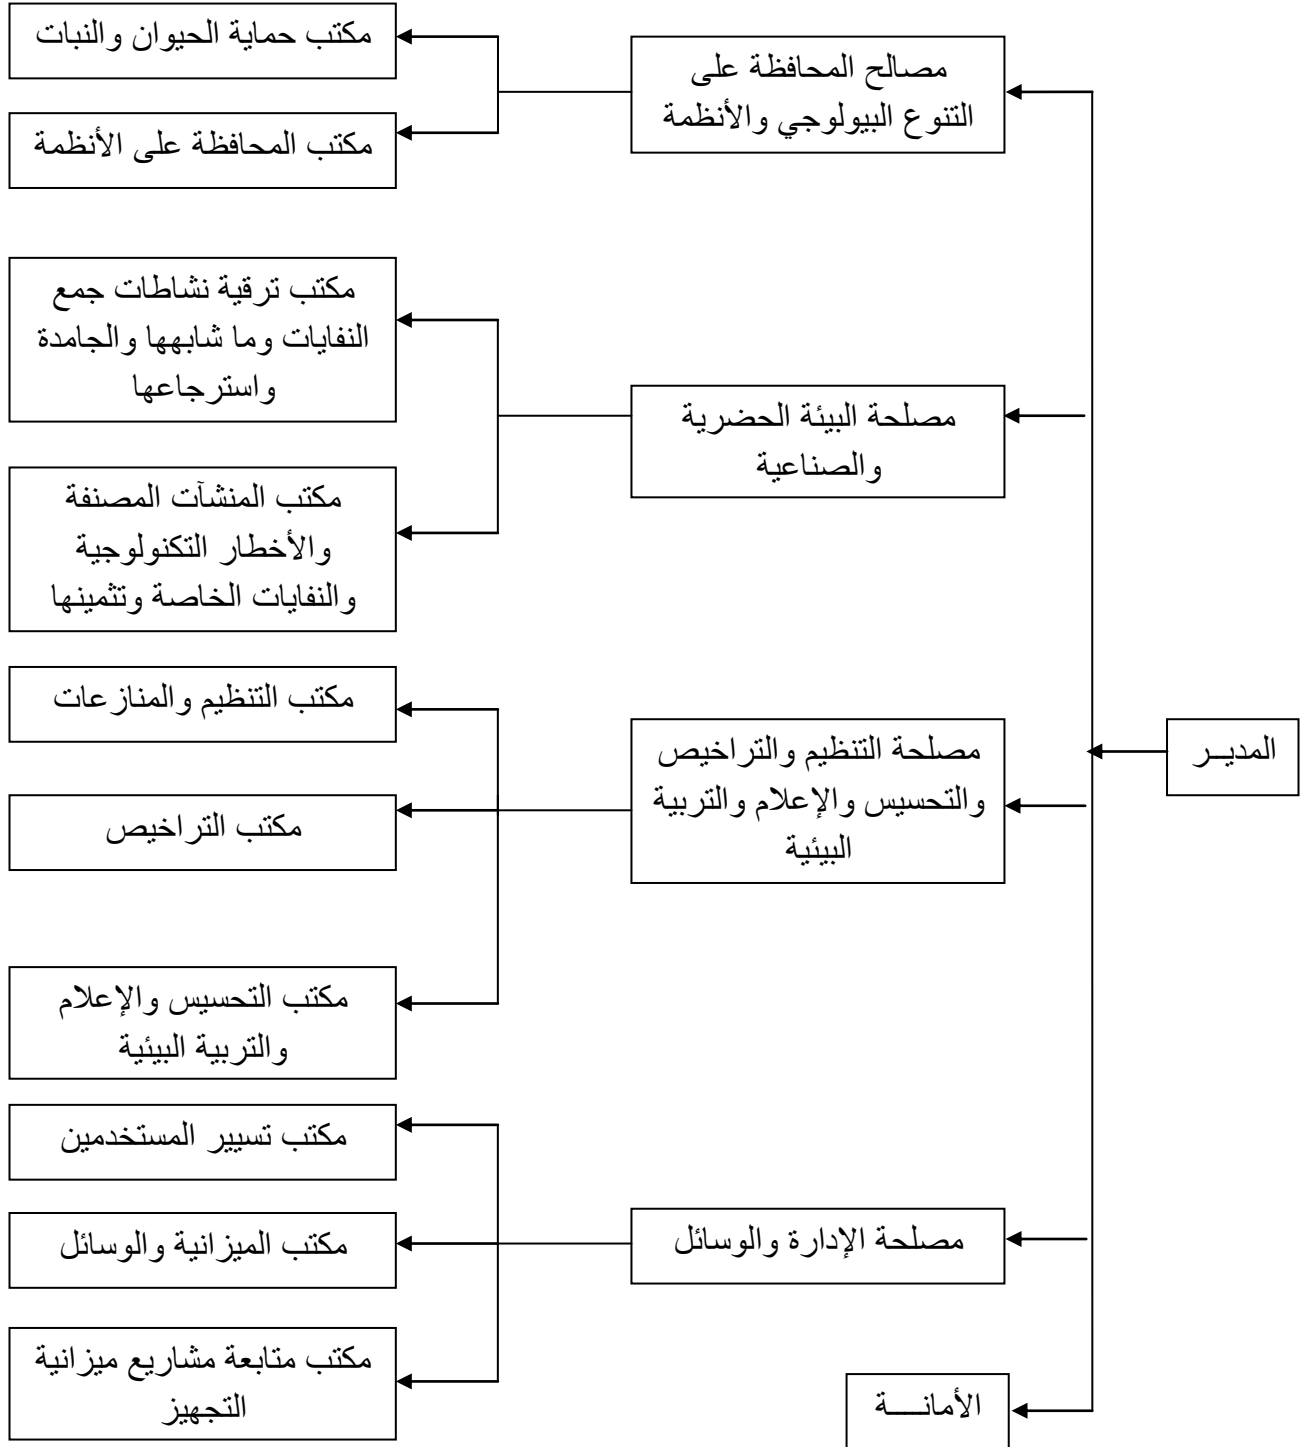 المديــر
مصالح المحافظة على
التنوع البيولوجي والأنظمة
مكتب حماية الحيوان والنبات
مكتب المحافظة على الأنظمة
مصلحة البيئة الحضرية
والصناعية
مكتب ترقية نشاطات جمع
النفايات وما شابهها والجامدة
واسترجاعها
مكتب المنشآت المصنفة
والأخطار التكنولوجية
والنفايات الخاصة وتثمينها
مصلحة التنظيم والتراخيص
والتحسيس والإعلام والتربية
البيئية
مكتب التنظيم والمنازعات
مكتب التراخيص
مكتب التحسيس والإعلام
والتربية البيئية
مصلحة الإدارة والوسائل
مكتب تسيير المستخدمين
مكتب الميزانية والوسائل
مكتب متابعة مشاريع ميزانية
التجهيز
الأمانــــة